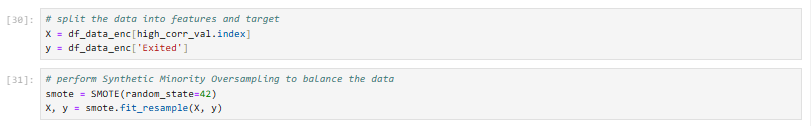 [30]: # split the data into features and target
X = df_data_enc[high_corr_val.index]
y = df_data_enc['Exited']
[31]: # perform Synthetic Minority Oversampling to balance the data
smote = SMOTE(random_state=42)
X, y = smote.fit_resample(X, y)